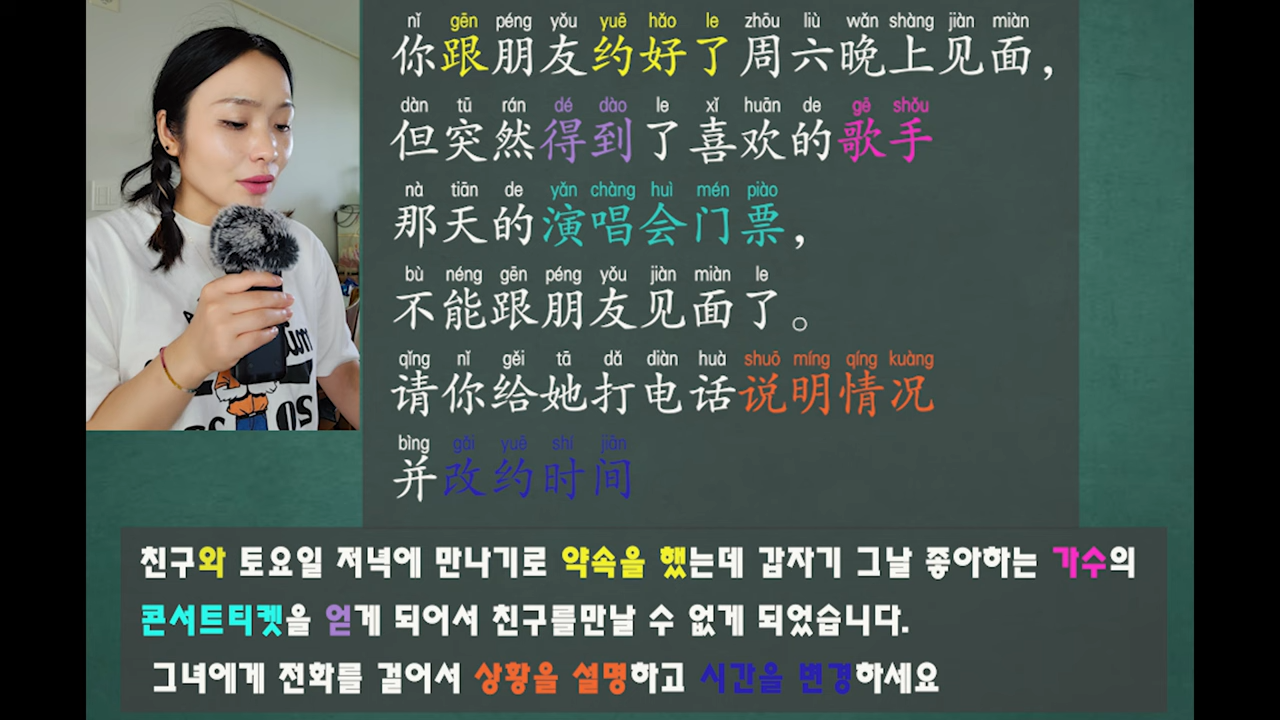 nǐ gēn péng yǒu yuē hǎo le zhōu liù wǎn shàng jiàn miàn
你跟朋友约好了周六晚上见面，
dàn tū rán dé dào le xǐ huān de gē shǒu
但突然得到了喜欢的歌手
nà tiān de yǎn chàng huì mén piào
那天的演唱会门票，
bù néng gēn péng yǒu jiàn miàn le
不能跟朋友见面了。
qǐng nǐ gěi tā dǎ diàn huà shuō míng qíng kuàng
请你给她打电话说明情况
bìng gǎi yuē shí jiān
并改约时间
친구와 토요일 저녁에 만나기로 약속을 했는데 갑자기 그날 좋아하는 가수의
콘서트티켓을 얻게 되어서 친구를만날 수 없게 되었습니다.
그녀에게 전화를 걸어서 상황을 설명하고 시간을 변경하세요